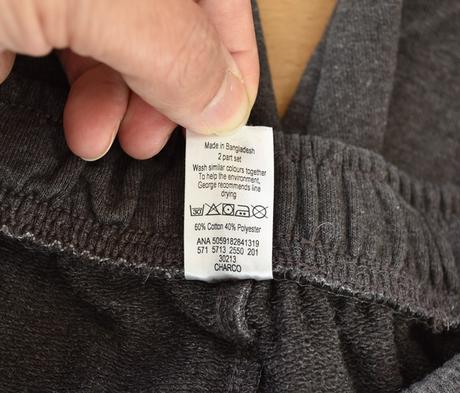 Made in Bangladesh
2 part set
Wash similar colours together
To help the environment,
George recommends line
drying
30
60% Cotton 40% Polyester
ANA 5059182841319
571 5713 2550 201
30213
CHARCO